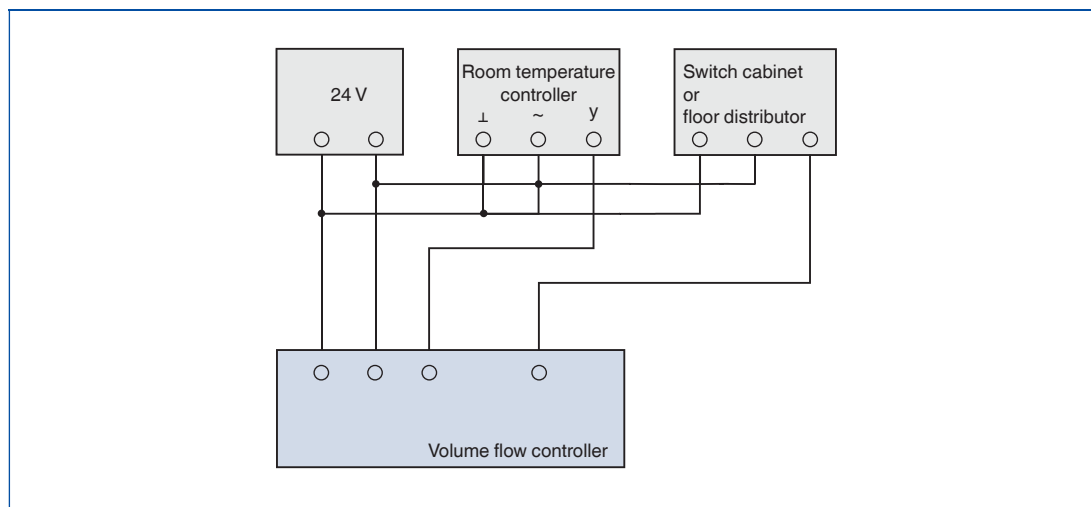 24 V
Room temperature
controller
⊥ ~ y
Switch cabinet
or
floor distributor
Volume flow controller